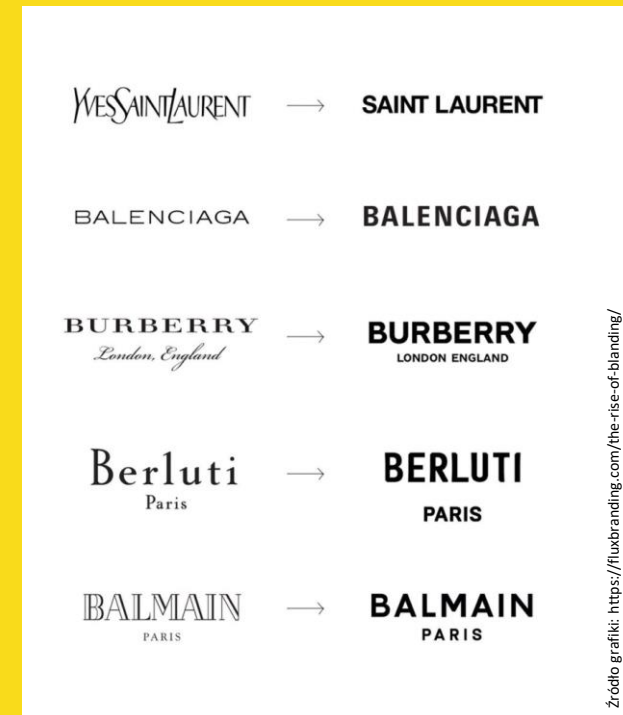 YVESSAINTLAURENT → SAINT LAURENT
BALENCIAGA → BALENCIAGA
BURBERRY → BURBERRY
London, England LONDON ENGLAND
Berluti → BERLUTI
Paris PARIS
BALMAIN → BALMAIN
PARIS PARIS
Źródło grafiki: https://fluxbranding.com/the-rise-of-blanding/